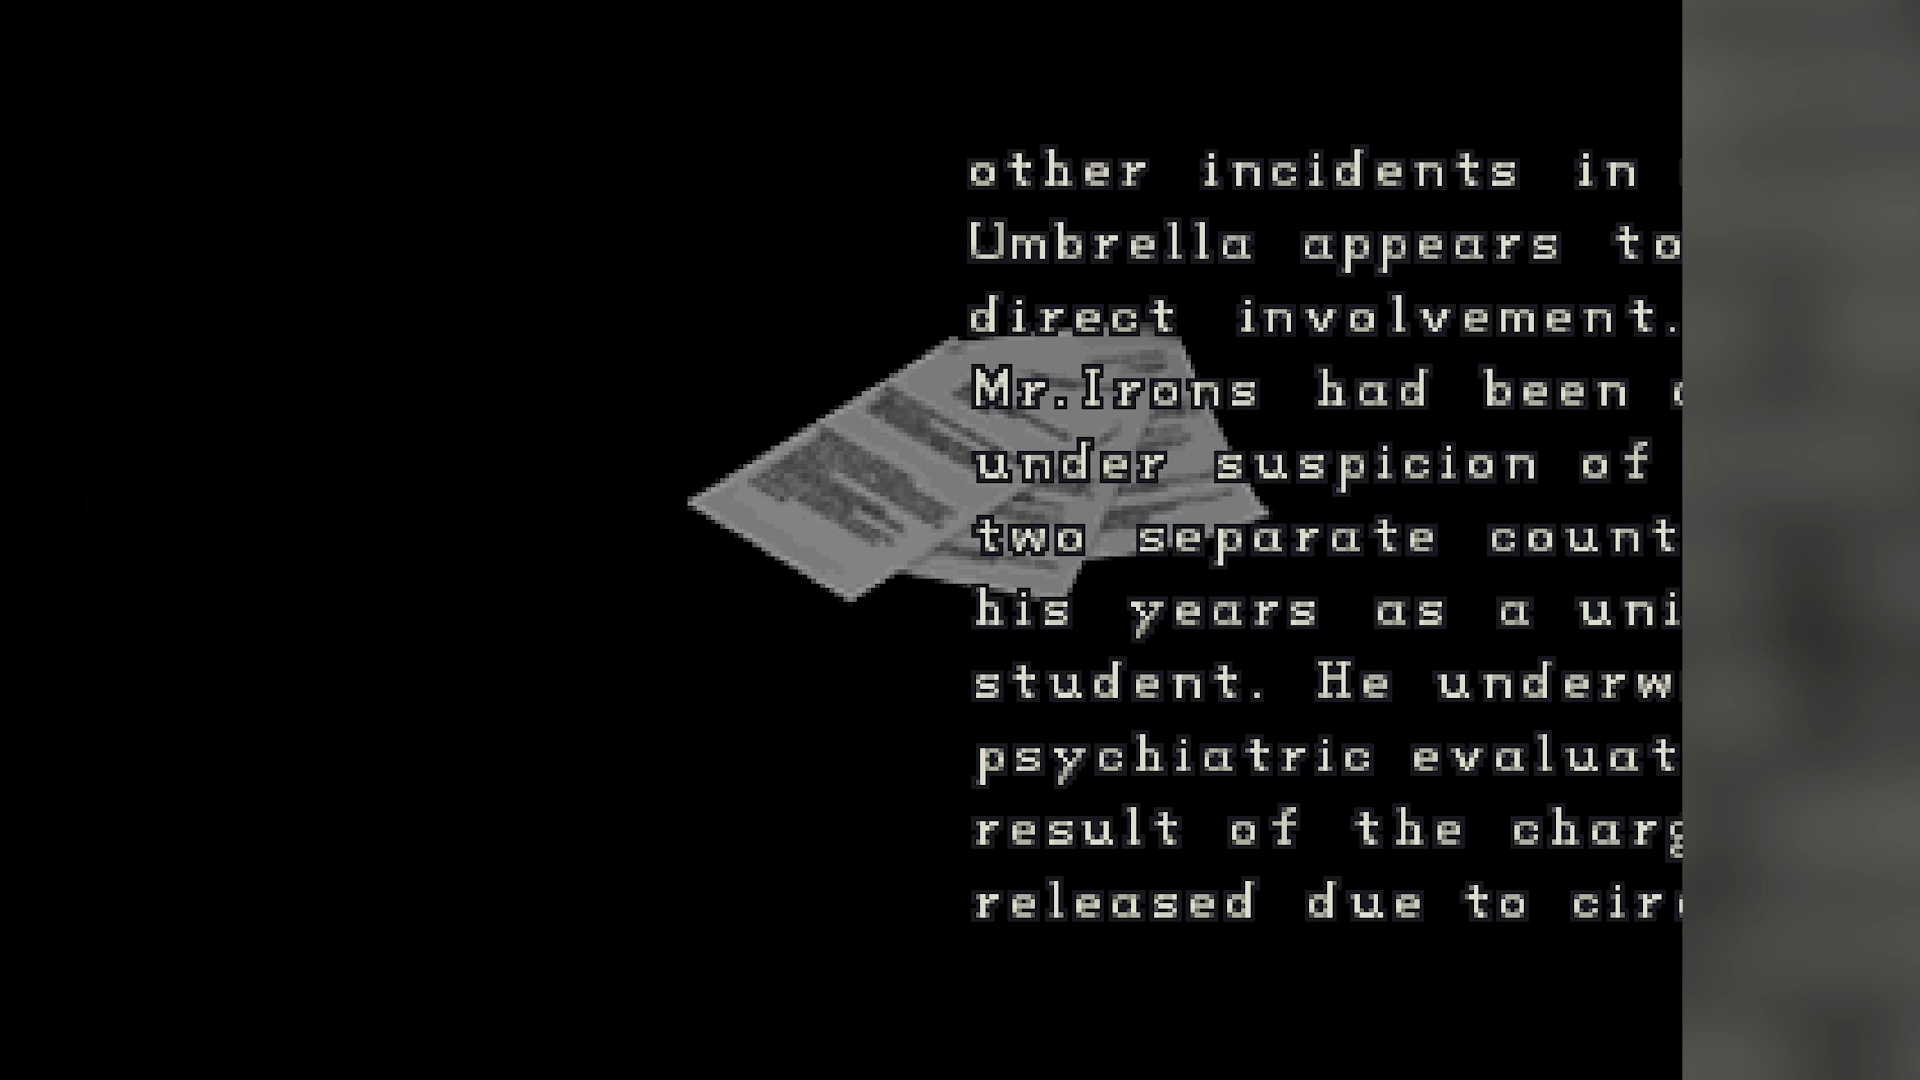 other incidents in
Umbrella appears to
direct involvement.
Mr.Irons had been
under suspicion of
two separate count
his years as a uni
student. He underw
psychiatric evaluat
result of the charg
released due to cir